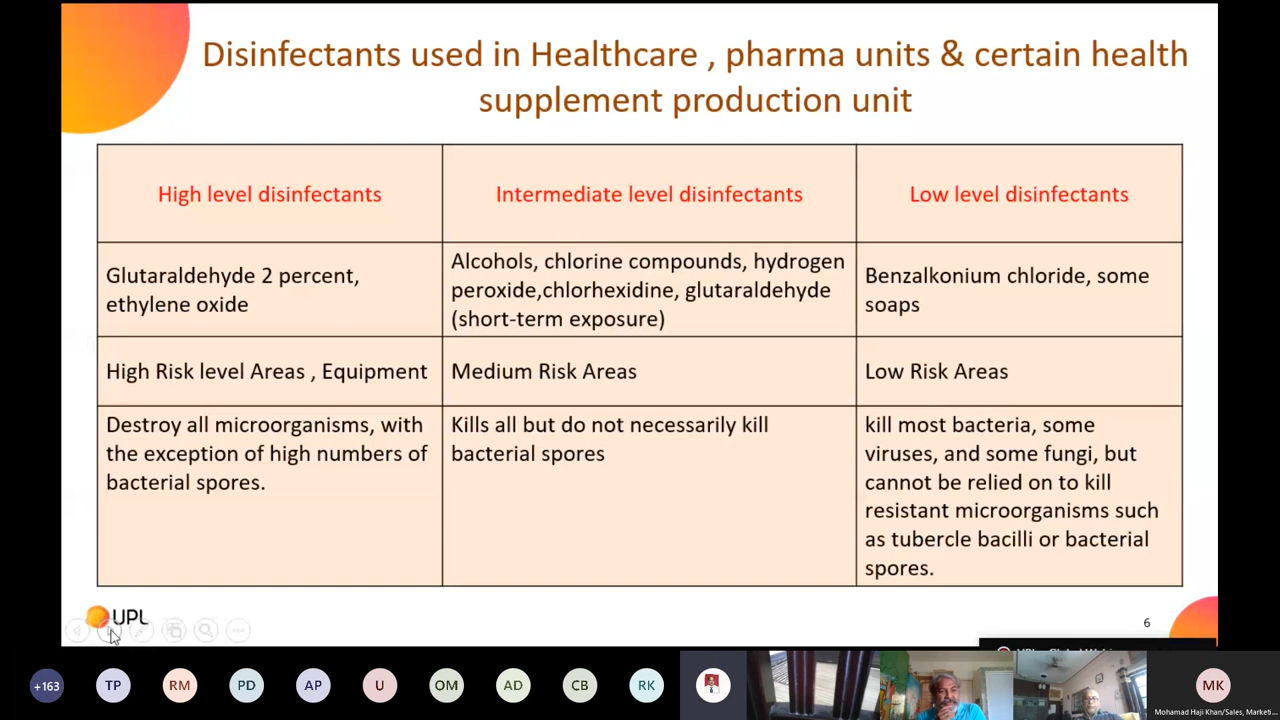 Disinfectants used in Healthcare , pharma units & certain health
supplement production unit
High level disinfectants
Intermediate level disinfectants
Low level disinfectants
Glutaraldehyde 2 percent,
ethylene oxide
Alcohols, chlorine compounds, hydrogen
peroxide,chlorhexidine, glutaraldehyde
(short-term exposure)
Benzalkonium chloride, some
soaps
High Risk level Areas , Equipment
Medium Risk Areas
Low Risk Areas
Destroy all microorganisms, with
the exception of high numbers of
bacterial spores.
Kills all but do not necessarily kill
bacterial spores
kill most bacteria, some
viruses, and some fungi, but
cannot be relied on to kill
resistant microorganisms such
as tubercle bacilli or bacterial
spores.
UPL
6
+163
TP
RM
PD
AP
U
OM
AD
CB
RK
MK
Mohamad Haji Khan/Sales, Marketi...